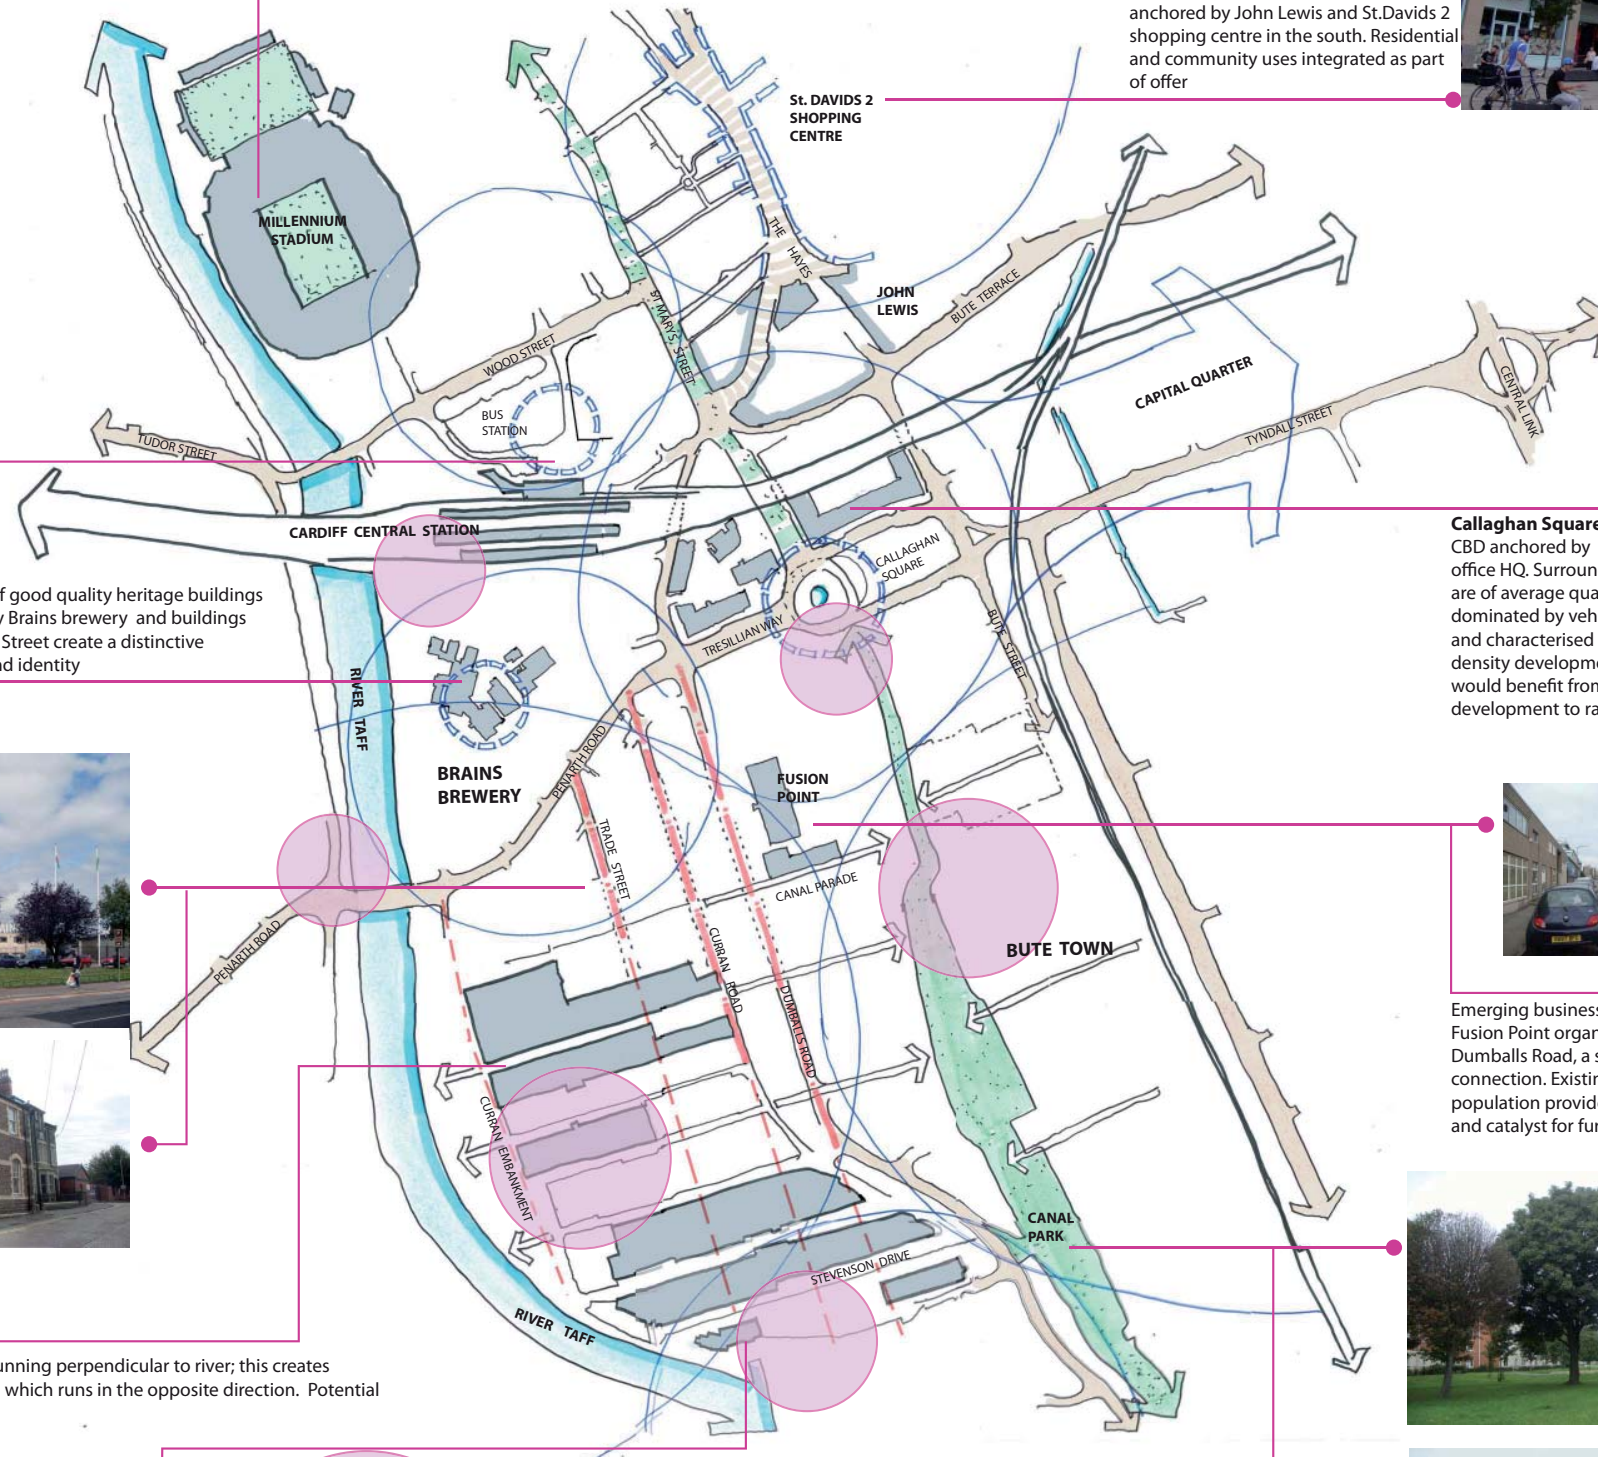 anchored by John Lewis and St.Davids 2
shopping centre in the south. Residential
and community uses integrated as part
of offer
St. DAVIDS 2
SHOPPING
CENTRE
MILLENNIUM
STADIUM
THE HAYES
JOHN
LEWIS
BUTE TERRACE
ST MARY'S STREET
WOOD STREET
CAPITAL QUARTER
CENTRAL LINK
BUS
STATION
TYNDALL STREET
TUDOR STREET
CARDIFF CENTRAL STATION
CALLAGHAN
SQUARE
Callaghan Square
CBD anchored by
office HQ. Surroun
are of average qua
dominated by veh
and characterised
density developme
would benefit from
development to ra
f good quality heritage buildings
y Brains brewery and buildings
Street create a distinctive
nd identity
TRESILLIAN WAY
BUTE STREET
RIVER TAFF
BRAINS
BREWERY
PENARTH ROAD
FUSION
POINT
TRADE STREET
CANAL PARADE
PENARTH ROAD
CURRAN ROAD
BUTE TOWN
DUMBALLS ROAD
Emerging business
Fusion Point organ
Dumballs Road, a s
connection. Existin
population provide
and catalyst for fur
CURRAN EMBANKMENT
CANAL
PARK
STEVENSON DRIVE
RIVER TAFF
unning perpendicular to river; this creates
which runs in the opposite direction. Potential